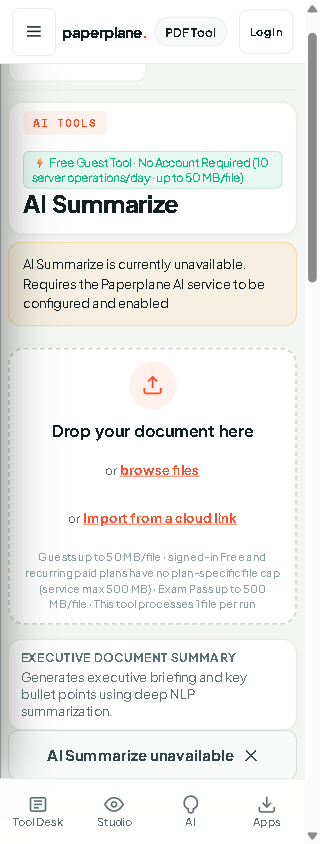 paperplane.
PDF Tool
Log In
AI TOOLS
Free Guest Tool · No Account Required (10
server operations/day · up to 50 MB/file)
AI Summarize
AI Summarize is currently unavailable.
Requires the Paperplane AI service to be
configured and enabled
Drop your document here
or browse files
or Import from a cloud link
Guests up to 50 MB/file · signed-in Free and
recurring paid plans have no plan-specific file cap
(service max 500 MB) · Exam Pass up to 500
MB/file · This tool processes 1 file per run
EXECUTIVE DOCUMENT SUMMARY
Generates executive briefing and key
bullet points using deep NLP
summarization.
AI Summarize unavailable
Tool Desk
Studio
AI
Apps